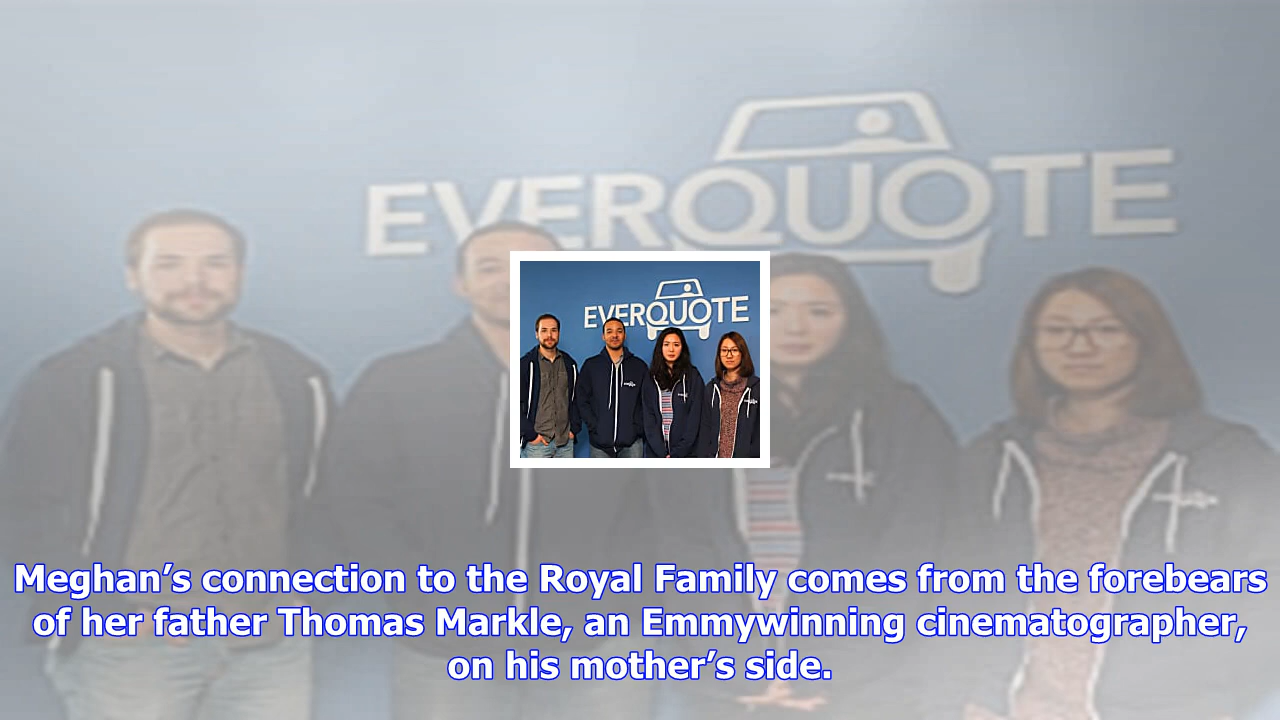 EVERQUOTE
EVERQUOTE
Meghan’s connection to the Royal Family comes from the forebears
of her father Thomas Markle, an Emmywinning cinematographer,
on his mother’s side.